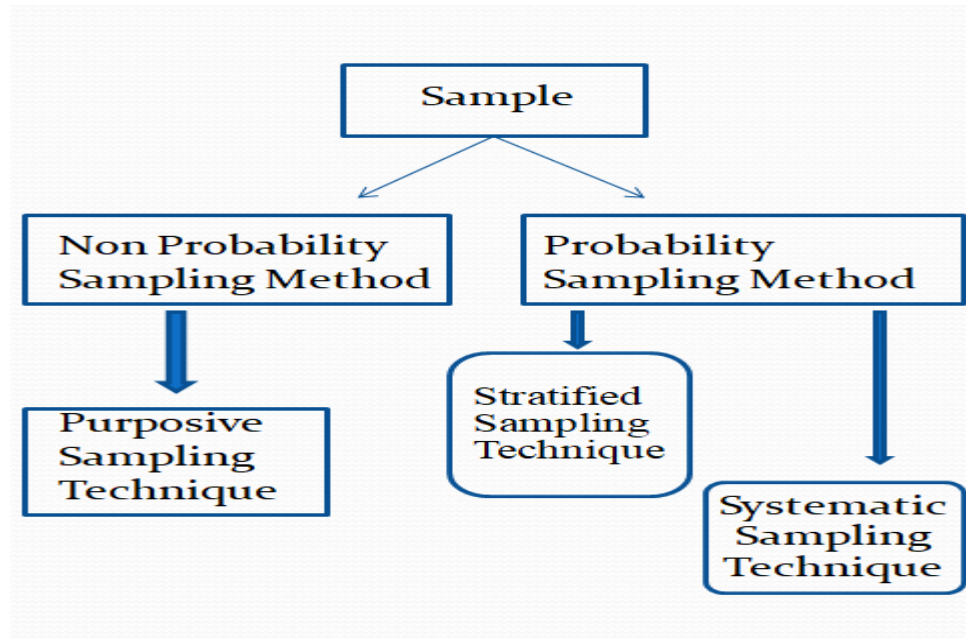 Sample
Non Probability
Sampling Method
Probability
Sampling Method
Purposive
Sampling
Technique
Stratified
Sampling
Technique
Systematic
Sampling
Technique